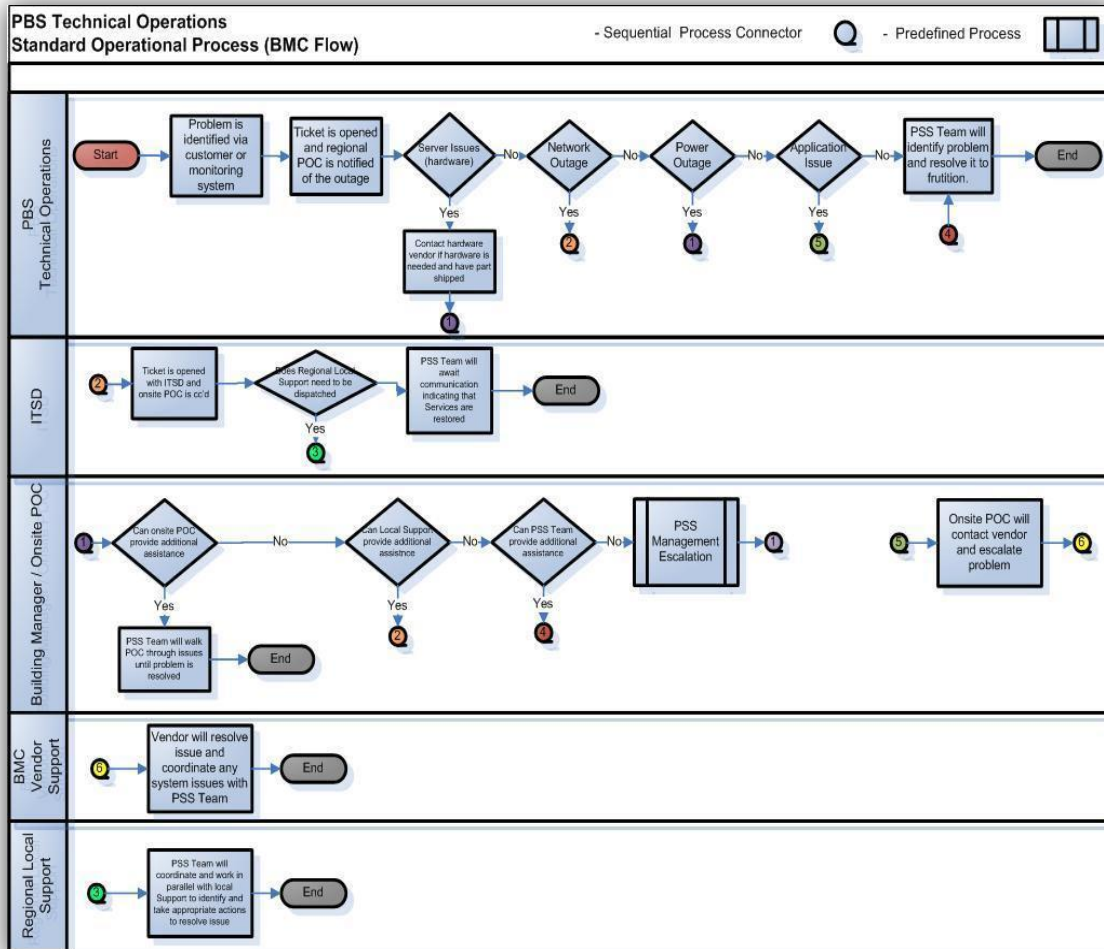 PBS Technical Operations
Standard Operational Process (BMC Flow)
- Sequential Process Connector
- Predefined Process
PBS
Technical Operations
Start
Problem is
identified via
customer or
monitoring
system
Ticket is opened
and regional
POC is notified
of the outage
Server Issues
(hardware)
No
Network
Outage
No
Power
Outage
No
Application
Issue
No
PSS Team will
identify problem
and resolve it to
frutition.
End
Yes
Yes
Yes
Yes
2
1
5
4
Contact hardware
vendor if hardware is
needed and have part
shipped
1
ITSD
2
Ticket is opened
with ITSD and
onsite POC is cc'd
Does Regional Local
Support need to be
dispatched
PSS Team will
await
communication
indicating that
Services are
restored
End
Yes
3
Building Manager / Onsite POC
1
Can onsite POC
provide additional
assistance
No
Can Local Support
provide additional
assistnce
No
Can PSS Team
provide additional
assistance
No
PSS
Management
Escalation
1
5
Onsite POC will
contact vendor
and escalate
problem
6
Yes
Yes
Yes
2
4
PSS Team will walk
POC through issues
until problem is
resolved
End
BMC
Vendor
Support
6
Vendor will resolve
issue and
coordinate any
system issues with
PSS Team
End
Regional Local
Support
3
PSS Team will
coordinate and work in
parallel with local
Support to identify and
take appropriate actions
to resolve issue
End